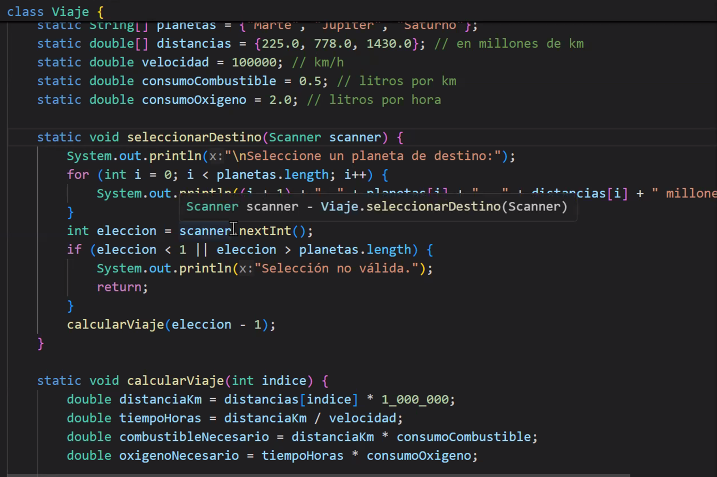 class Viaje {
static String[] planetas = {"Marte", "Júpiter", "Saturno"};
static double[] distancias = {225.0, 778.0, 1430.0}; // en millones de km
static double velocidad = 100000; // km/h
static double consumoCombustible = 0.5; // litros por km
static double consumoOxigeno = 2.0; // litros por hora
static void seleccionarDestino(Scanner scanner) {
System.out.println(x:"\nSeleccione un planeta de destino:");
for (int i = 0; i < planetas.length; i++) {
System.out.println((i + 1) + " + planetas[i] + " " + distancias[i] + " millone
Scanner scanner - Viaje.seleccionarDestino(Scanner)
}
int eleccion = scanner.nextInt();
if (eleccion < 1 || eleccion > planetas.length) {
System.out.println(x:"Selección no válida.");
return;
}
calcularViaje(eleccion - 1);
}
static void calcularViaje(int indice) {
double distanciaKm = distancias[indice] * 1_000_000;
double tiempoHoras = distanciaKm / velocidad;
double combustibleNecesario = distanciaKm * consumoCombustible;
double oxigenoNecesario = tiempoHoras * consumoOxigeno;